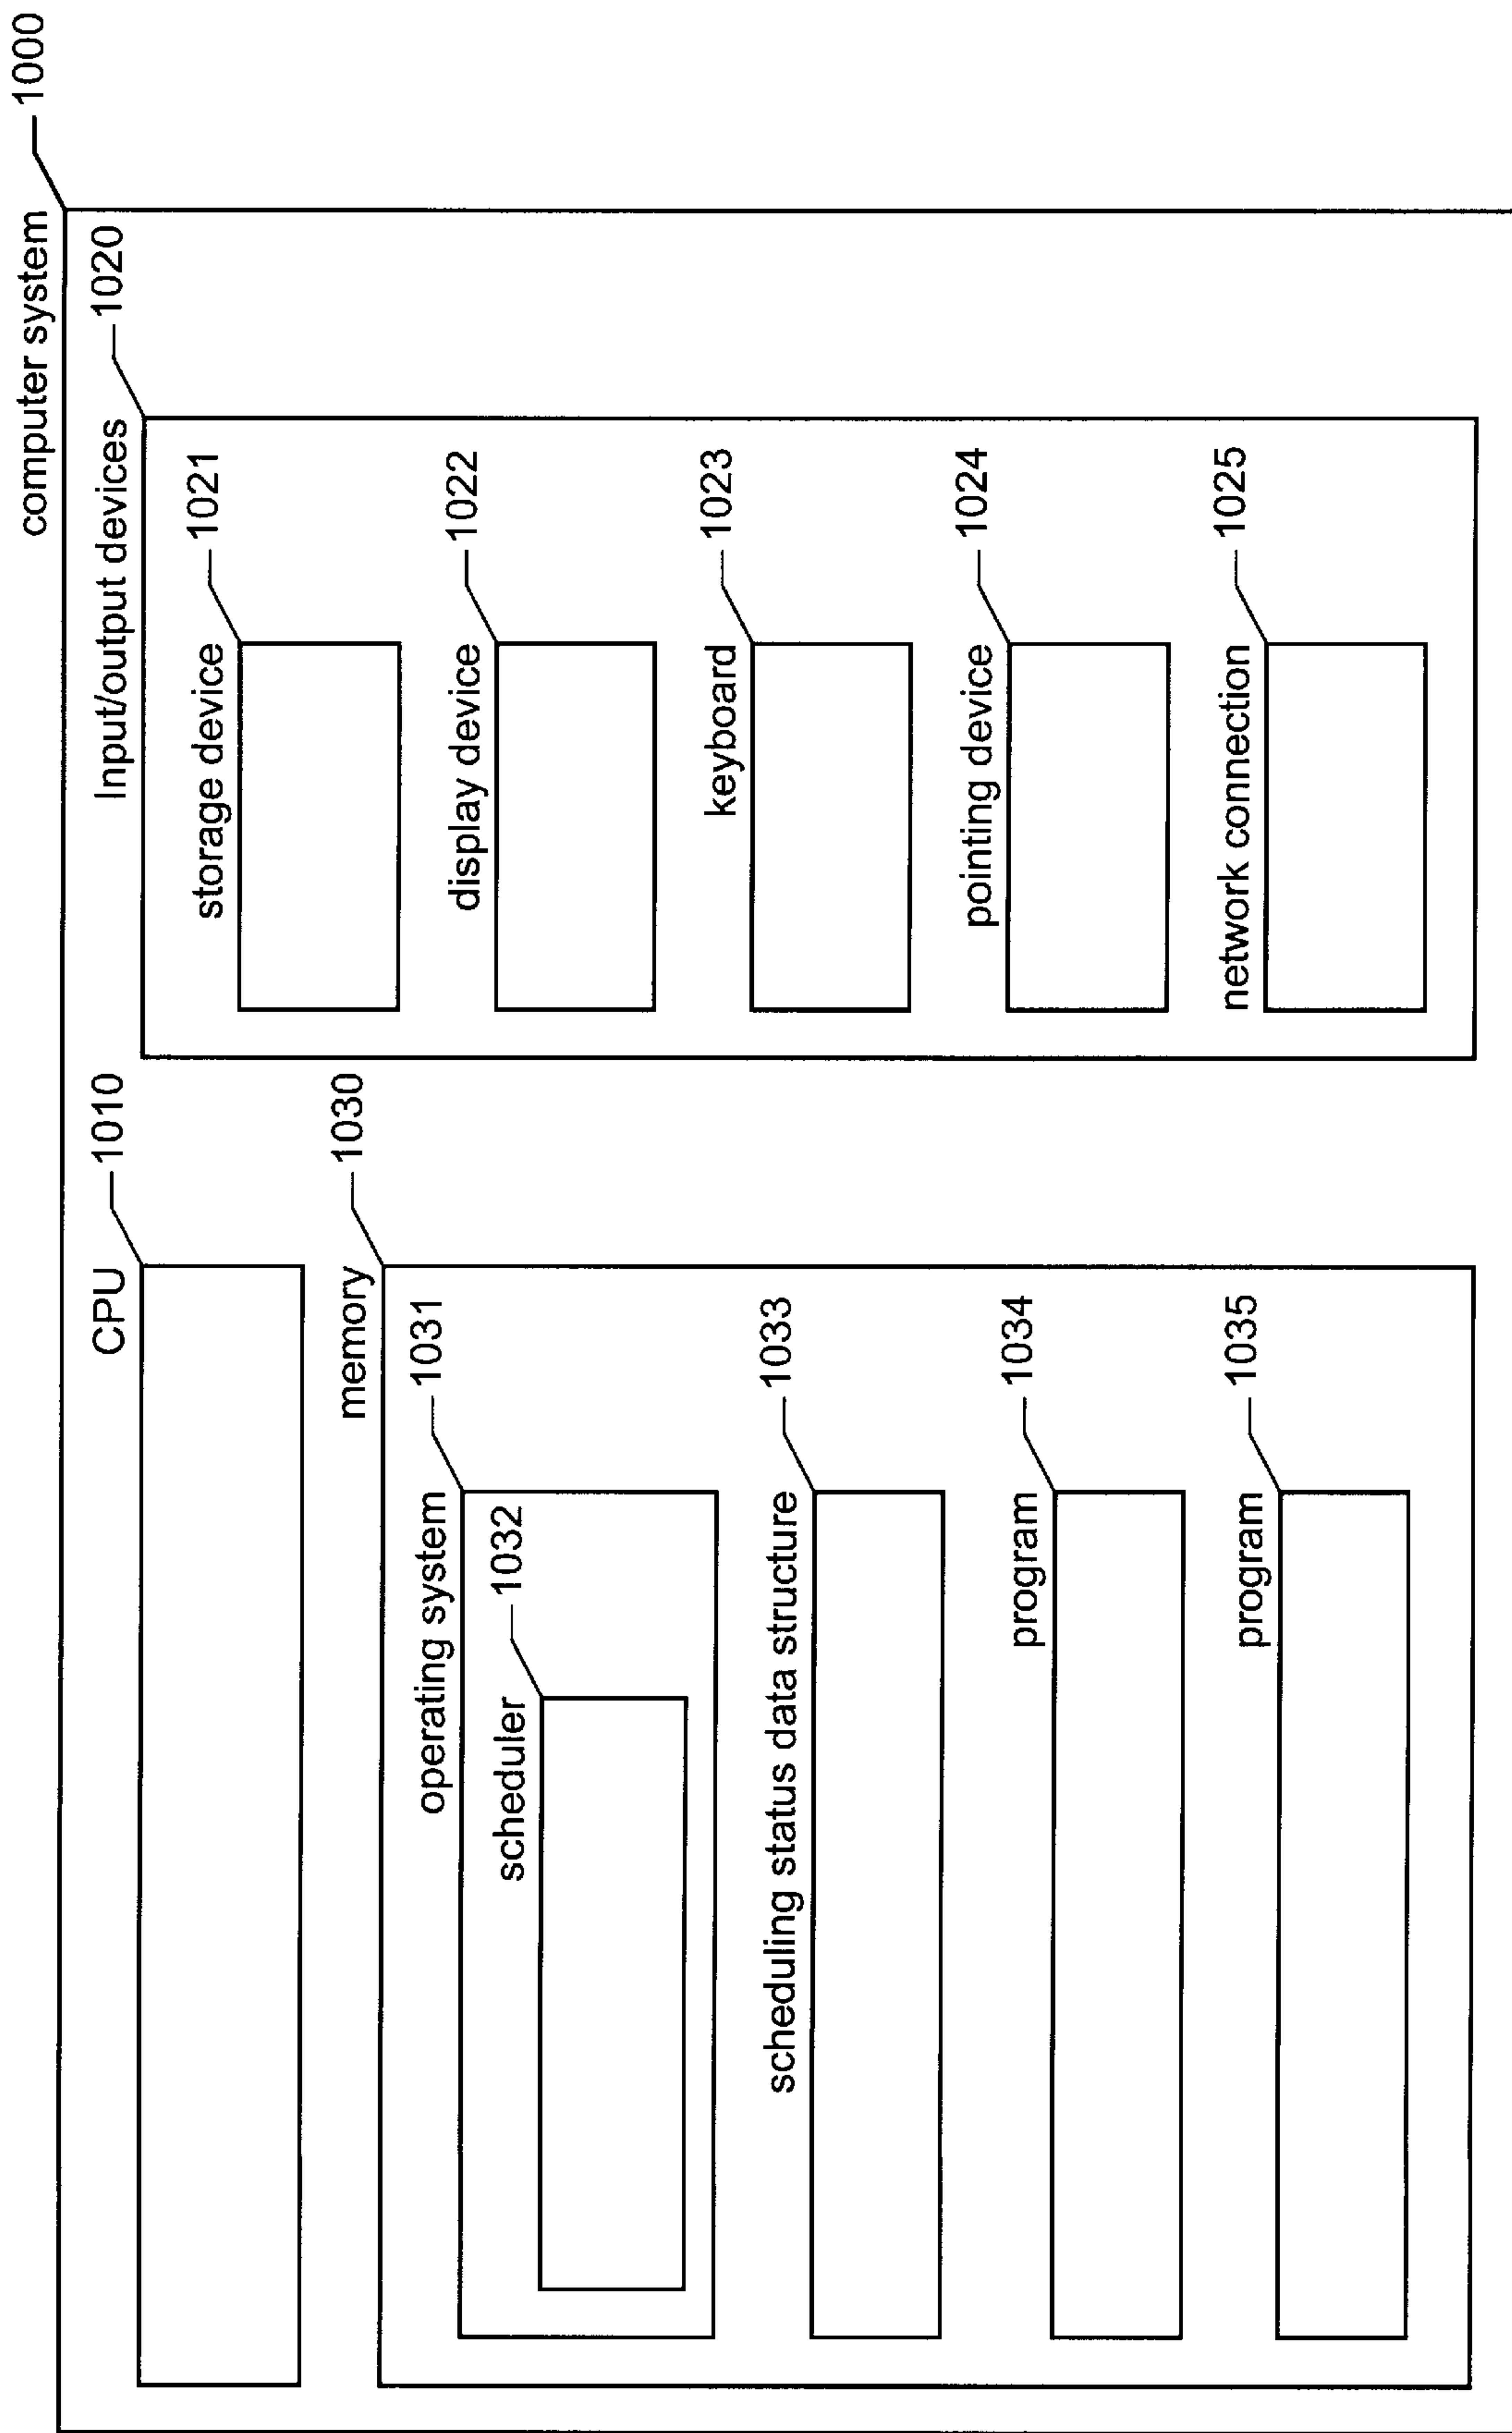 computer system
1000
CPU
1010
memory
1030
operating system
1031
scheduler
1032
scheduling status data structure
1033
program
1034
program
1035
Input/output devices
1020
storage device
1021
display device
1022
keyboard
1023
pointing device
1024
network connection
1025